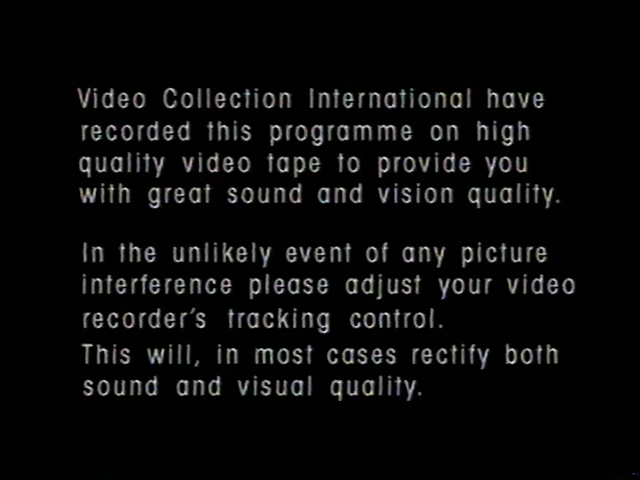 Video Collection International have
recorded this programme on high
quality video tape to provide you
with great sound and vision quality.
In the unlikely event of any picture
interference please adjust your video
recorder's tracking control.
This will, in most cases rectify both
sound and visual quality.